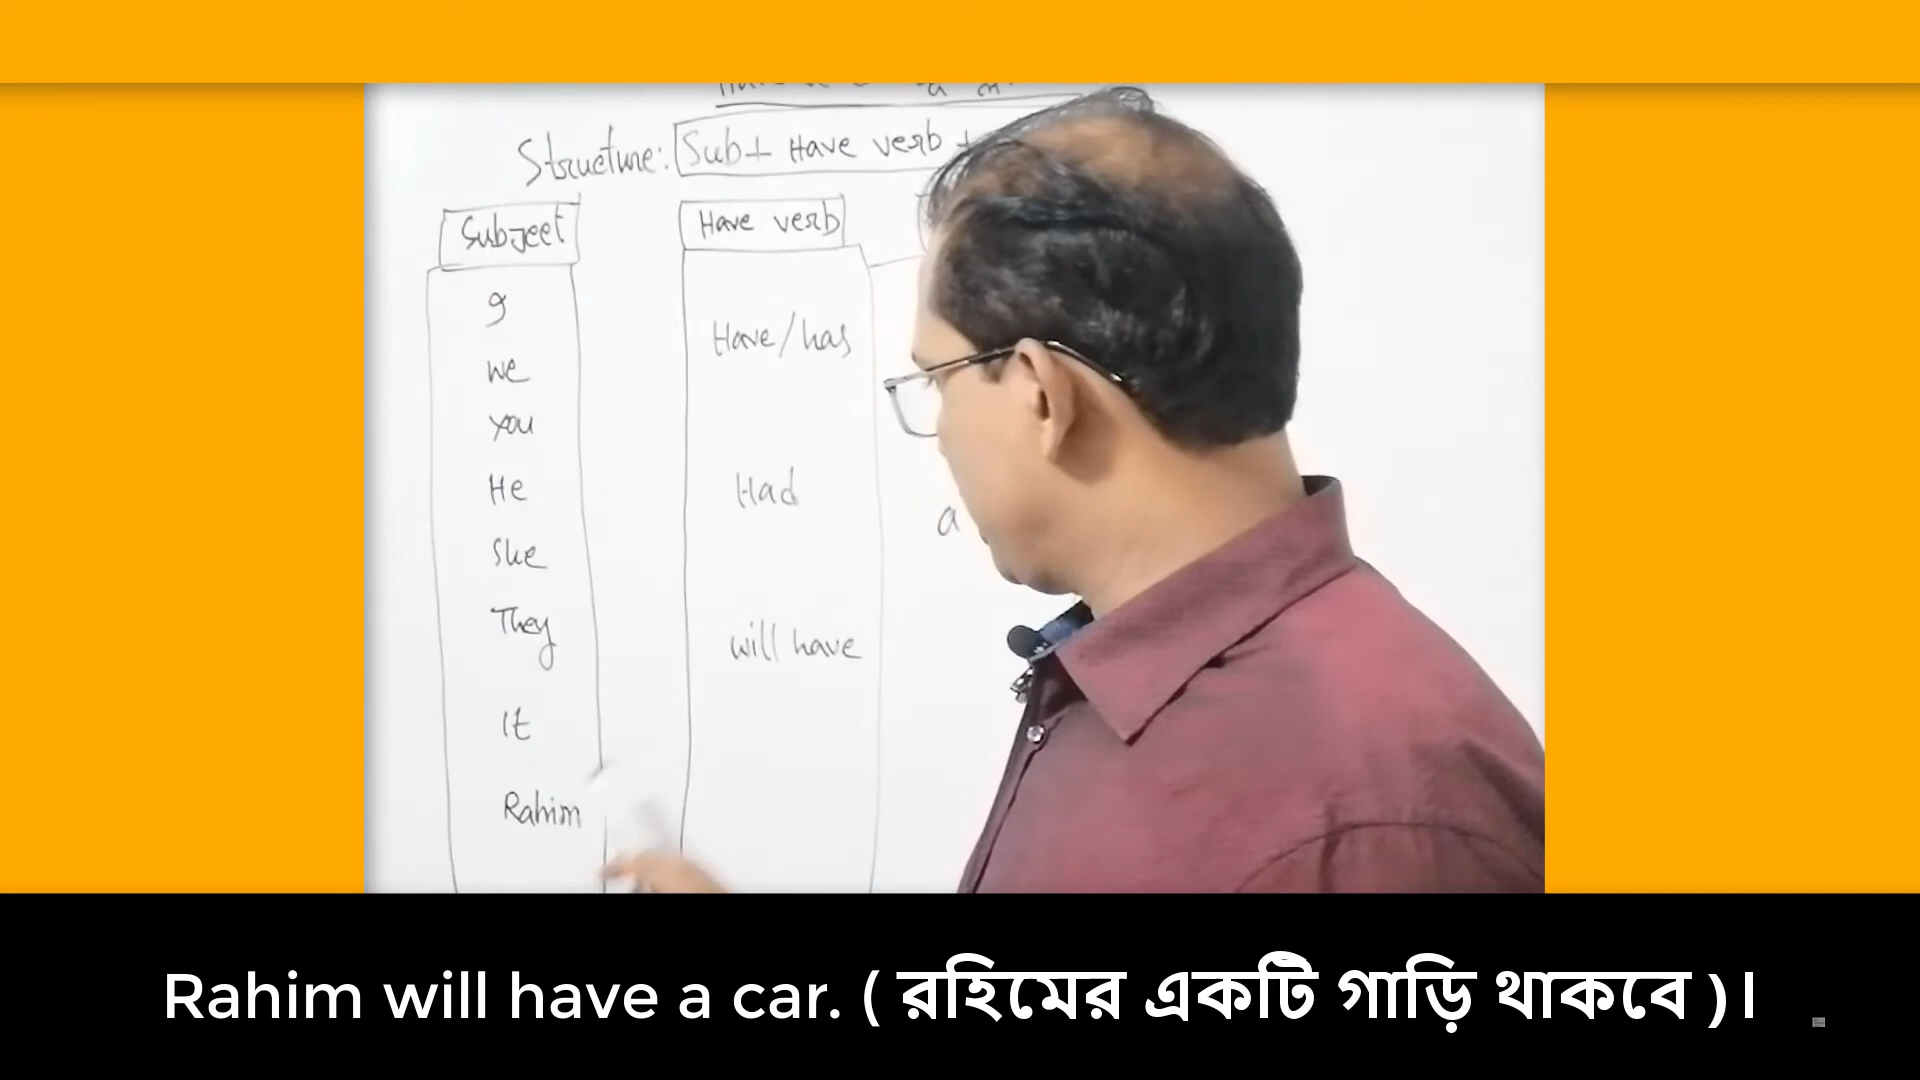 Structure: Sub + Have verb +
Subject
Have verb
I
we
you
He
She
They
It
Rahim
Have/has
Had
will have
a
Rahim will have a car. ( রহিমের একটি গাড়ি থাকবে )।